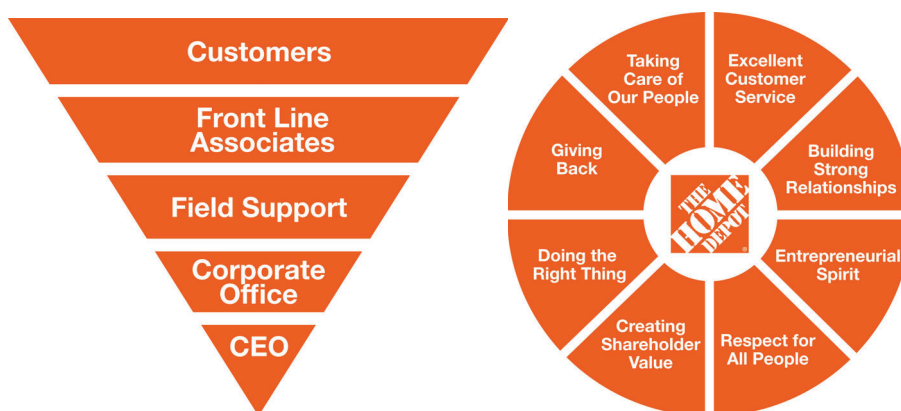 Customers
Front Line
Associates
Field Support
Corporate
Office
CEO
Taking
Care of
Our People
Excellent
Customer
Service
Building
Strong
Relationships
Entrepreneurial
Spirit
Respect for
All People
Creating
Shareholder
Value
Doing the
Right Thing
Giving
Back
THE
HOME
DEPOT
®